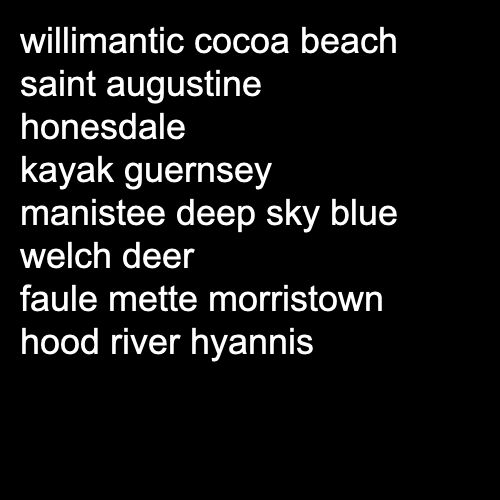 willimantic cocoa beach
saint augustine
honesdale
kayak guernsey
manistee deep sky blue
welch deer
faule mette morristown
hood river hyannis